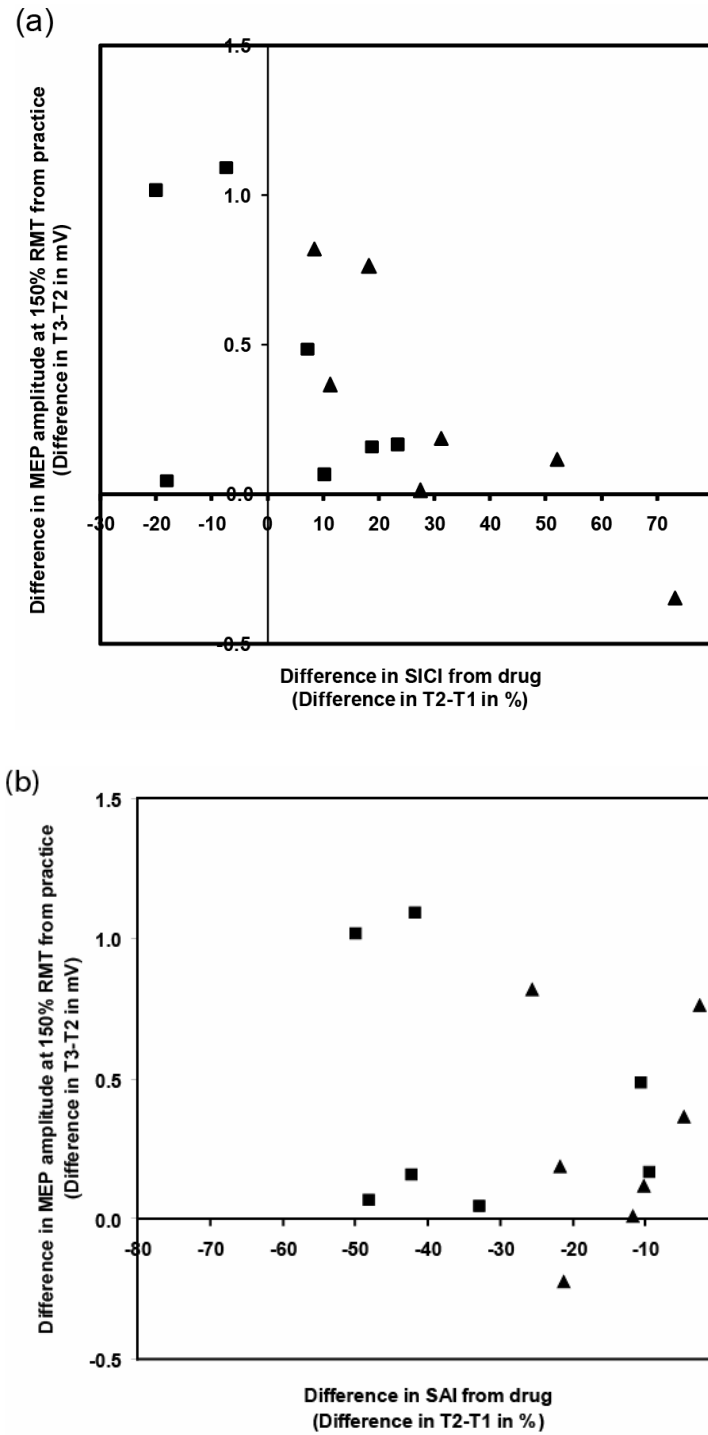 (a)
Difference in MEP amplitude at 150% RMT from practice
(Difference in T3-T2 in mV)
1.5
1.0
0.5
0.0
-0.5
-30 -20 -10 0 10 20 30 40 50 60 70
Difference in SICI from drug
(Difference in T2-T1 in %)
(b)
Difference in MEP amplitude at 150% RMT from practice
(Difference in T3-T2 in mV)
1.5
1.0
0.5
0.0
-0.5
-80 -70 -60 -50 -40 -30 -20 -10
Difference in SAI from drug
(Difference in T2-T1 in %)